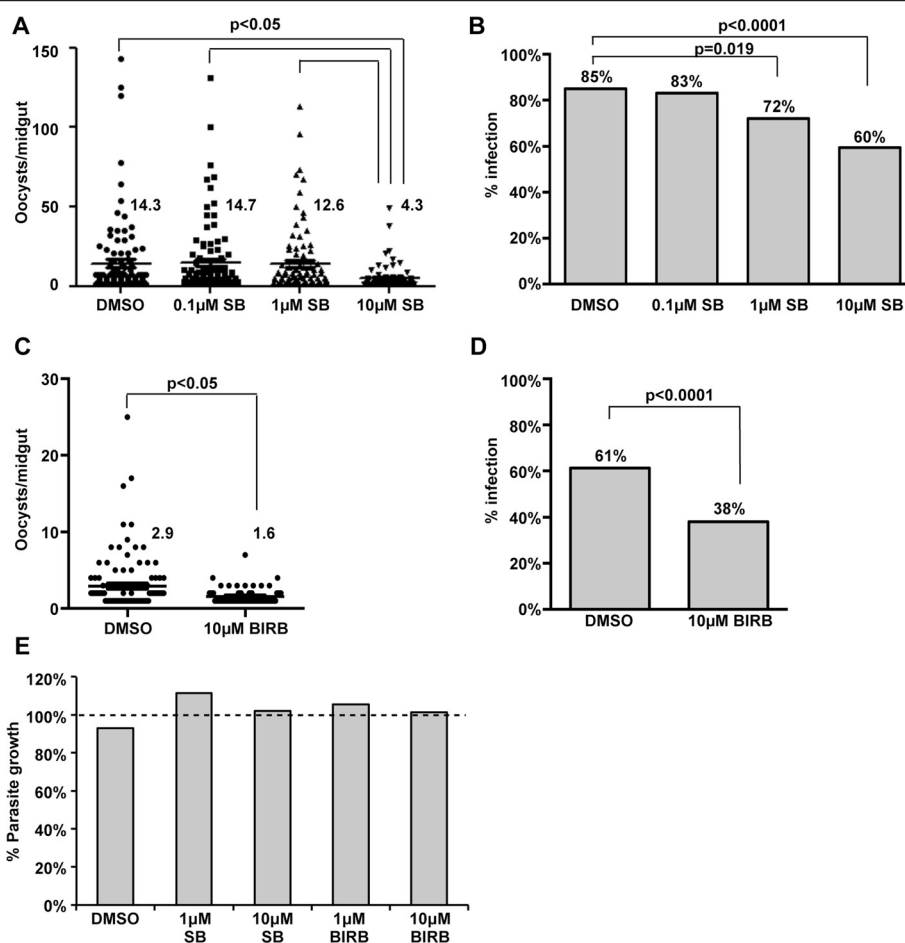 A
p<0.05
150
100
50
0
Oocysts/midgut
14.3
14.7
12.6
4.3
DMSO
0.1µM SB
1µM SB
10µM SB
B
p<0.0001
p=0.019
100%
80%
60%
40%
20%
0%
% infection
85%
83%
72%
60%
DMSO
0.1µM SB
1µM SB
10µM SB
C
p<0.05
30
20
10
0
Oocysts/midgut
2.9
1.6
DMSO
10µM BIRB
D
p<0.0001
100%
80%
60%
40%
20%
0%
% infection
61%
38%
DMSO
10µM BIRB
E
120%
100%
80%
60%
40%
20%
0%
% Parasite growth
DMSO
1µM
SB
10µM
SB
1µM
BIRB
10µM
BIRB